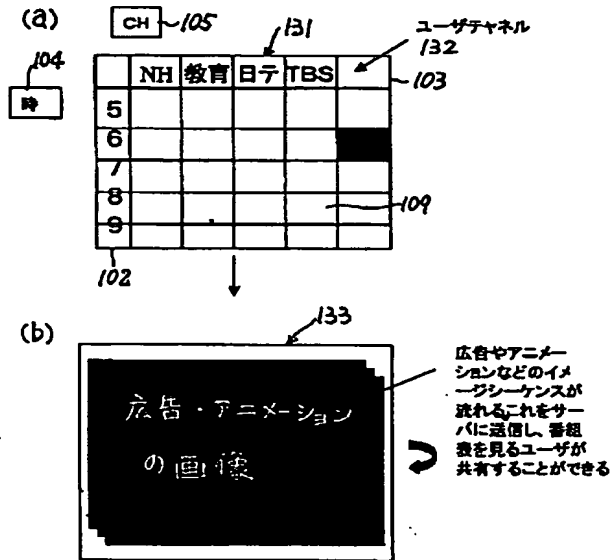 (a)
CH 105
131
ユーザチャネル
132
104
時
NH 教育 日テ TBS
103
5
6
7
8
9
109
102
(b)
133
広告・アニメーション
の画像
広告やアニメー
ションなどのイメ
ージシーケンスが
流れるこれをサー
バに送信し、番組
表を見るユーザが
共有することができる